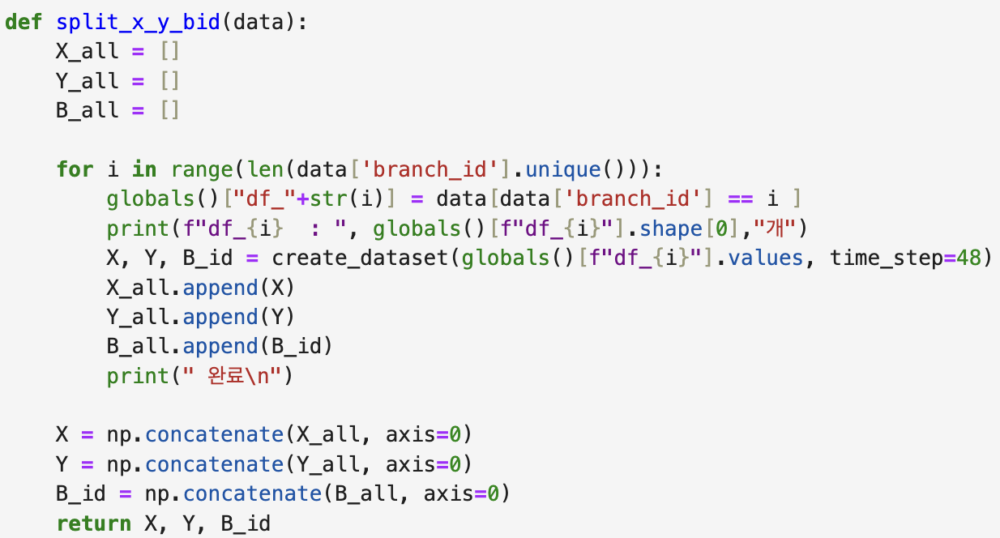 def split_x_y_bid(data):
    X_all = []
    Y_all = []
    B_all = []

    for i in range(len(data['branch_id'].unique())):
        globals()["df_"+str(i)] = data[data['branch_id'] == i ]
        print(f"df_{i}  : ", globals()[f"df_{i}"].shape[0],"개")
        X, Y, B_id = create_dataset(globals()[f"df_{i}"].values, time_step=48)
        X_all.append(X)
        Y_all.append(Y)
        B_all.append(B_id)
        print(" 완료\n")

    X = np.concatenate(X_all, axis=0)
    Y = np.concatenate(Y_all, axis=0)
    B_id = np.concatenate(B_all, axis=0)
    return X, Y, B_id